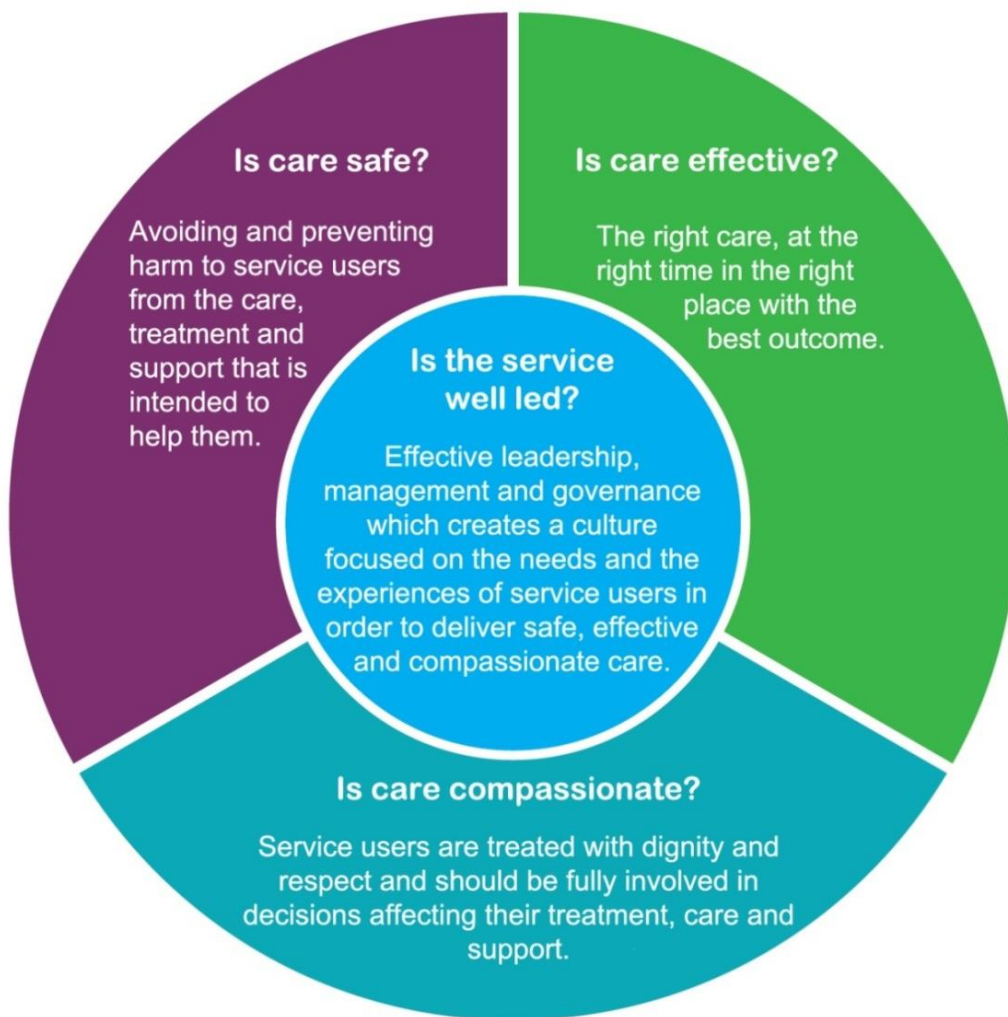 Is care safe?
Avoiding and preventing
harm to service users
from the care,
treatment and
support that is
intended to
help them.
Is care effective?
The right care, at the
right time in the right
place with the
best outcome.
Is the service
well led?
Effective leadership,
management and governance
which creates a culture
focused on the needs and the
experiences of service users in
order to deliver safe, effective
and compassionate care.
Is care compassionate?
Service users are treated with dignity and
respect and should be fully involved in
decisions affecting their treatment, care and
support.